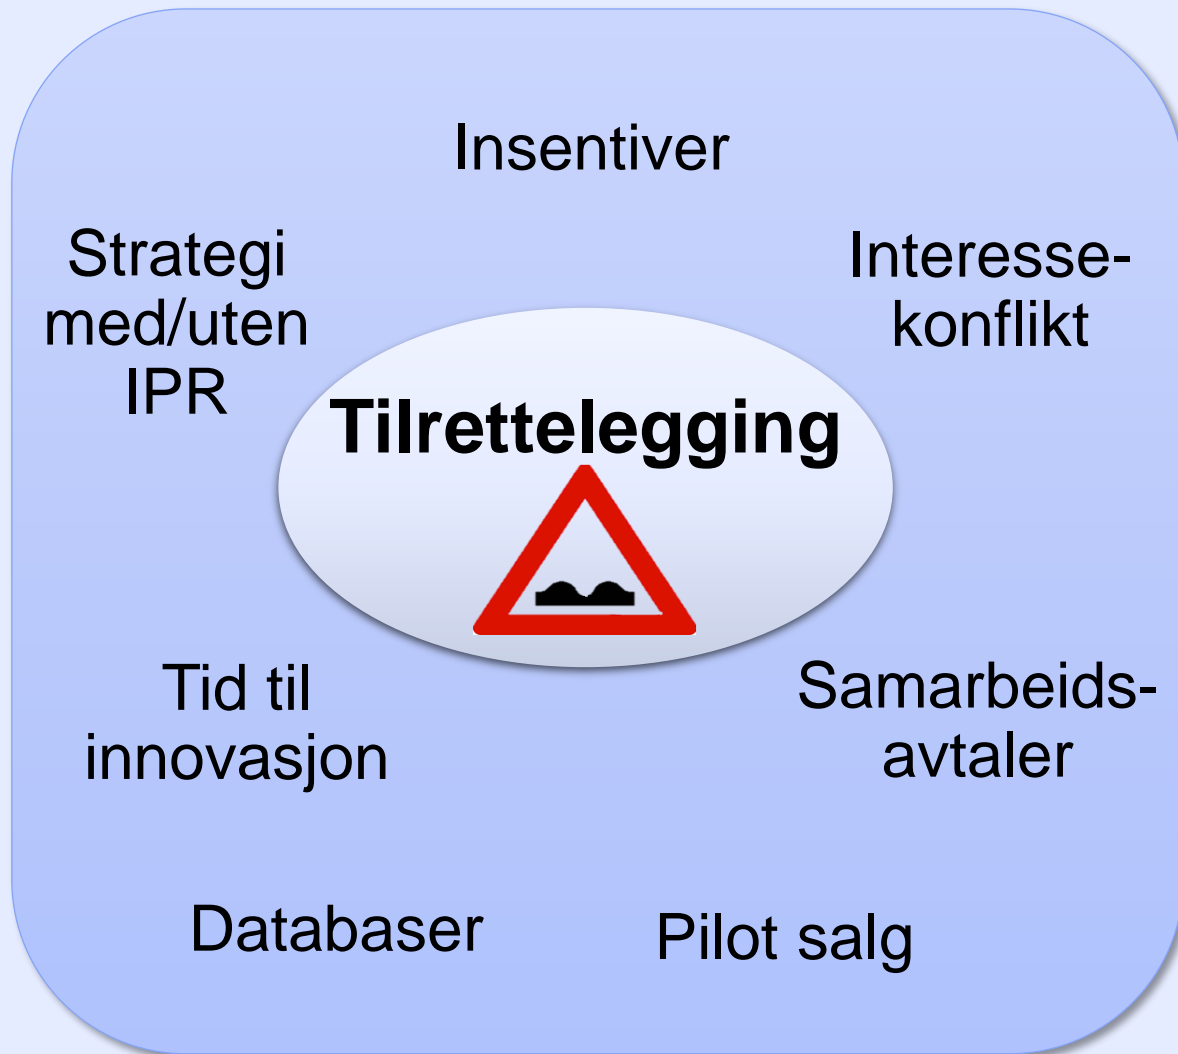 Insentiver
Strategi
med/uten
IPR
Interesse-
konflikt
Tilrettelegging
Tid til
innovasjon
Samarbeids-
avtaler
Databaser
Pilot salg